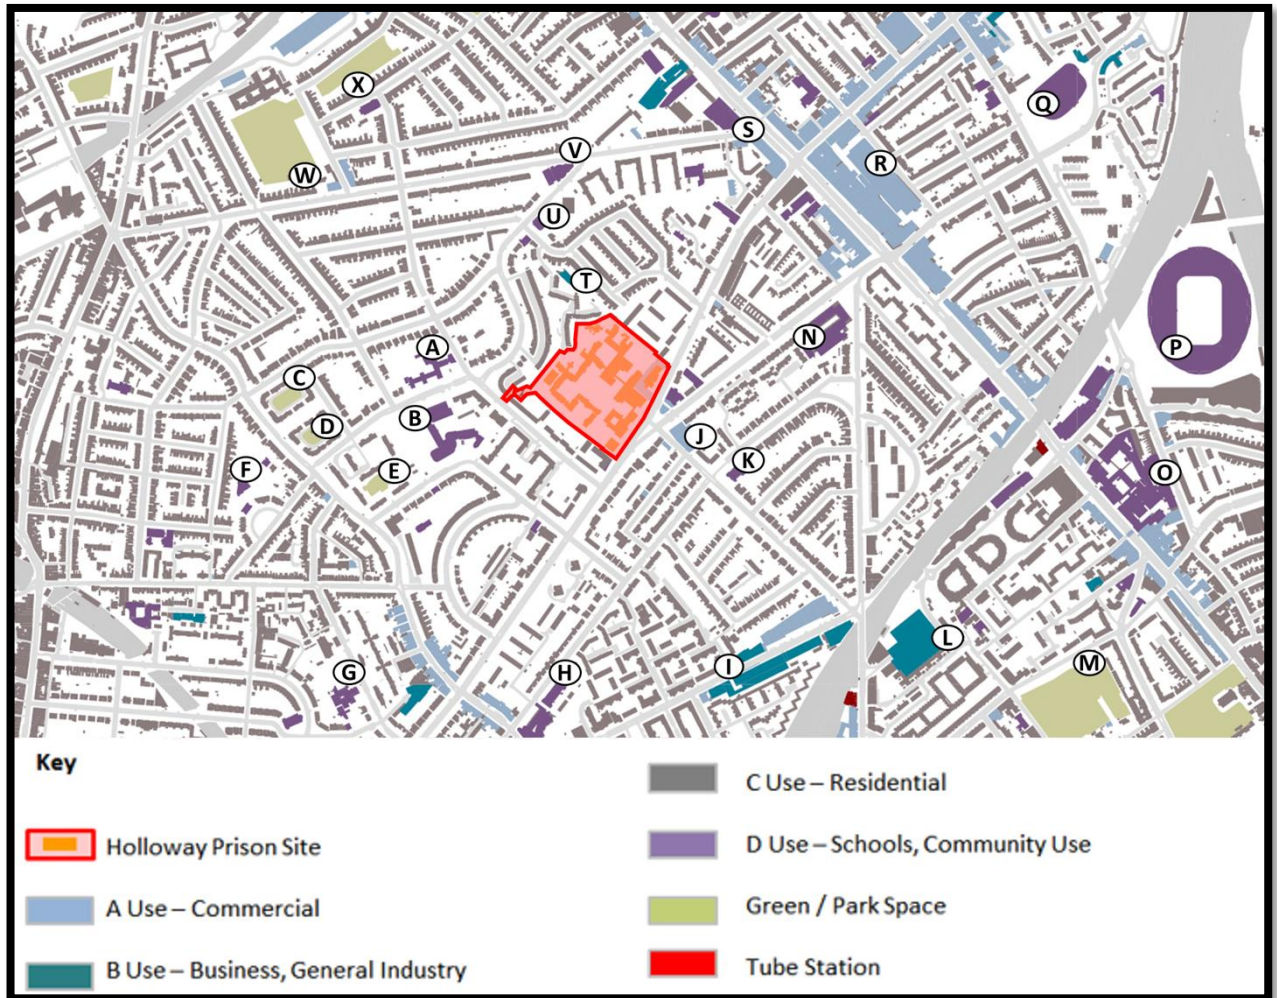 X
Q
S
V
R
W
U
T
N
P
A
C
B
D
J
K
F
E
O
L
I
M
G
H
Key
Holloway Prison Site
A Use – Commercial
B Use – Business, General Industry
C Use – Residential
D Use – Schools, Community Use
Green / Park Space
Tube Station